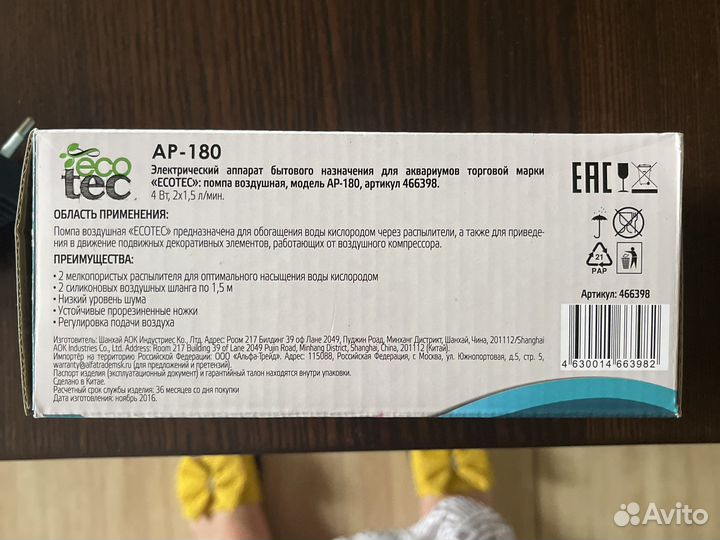 eco
tec
AP-180
Электрический аппарат бытового назначения для аквариумов торговой марки
«ECOTEC»: помпа воздушная, модель AP-180, артикул 466398.
4 Вт, 2x1,5 л/мин.
EAC
ОБЛАСТЬ ПРИМЕНЕНИЯ:
Помпа воздушная «ECOTEC» предназначена для обогащения воды кислородом через распылители, а также для приведе-
ния в движение подвижных декоративных элементов, работающих от воздушного компрессора.
ПРЕИМУЩЕСТВА:
• 2 мелкопористых распылителя для оптимального насыщения воды кислородом
• 2 силиконовых воздушных шланга по 1,5 м
• Низкий уровень шума
• Устойчивые прорезиненные ножки
• Регулировка подачи воздуха
21
PAP
Артикул: 466398
Изготовитель: Шанхай АОК Индустриес Ко., Лтд. Адрес: Роом 217 Билдинг 39 оф Лане 2049, Пуджин Роад, Минханг Дистрикт, Шанхай, Чина, 201112/Shanghai
AOK Industries Co., Ltd. Address: Room 217 Building 39 of Lane 2049 Pujin Road, Minhang District, Shanghai, China, 201112 (Китай).
Импортёр на территорию Российской Федерации: ООО «Альфа-Трейд». Адрес: 115088, Российская Федерация, г. Москва, ул. Южнопортовая, д.5, стр. 5,
warranty@alfatrademsk.ru (для предложений и претензий).
Паспорт изделия (эксплуатационный документ) и гарантийный талон находятся внутри упаковки.
Сделано в Китае.
Расчетный срок службы изделия: 36 месяцев со дня покупки
Дата изготовления: ноябрь 2016.
4 630014 663982
Avito